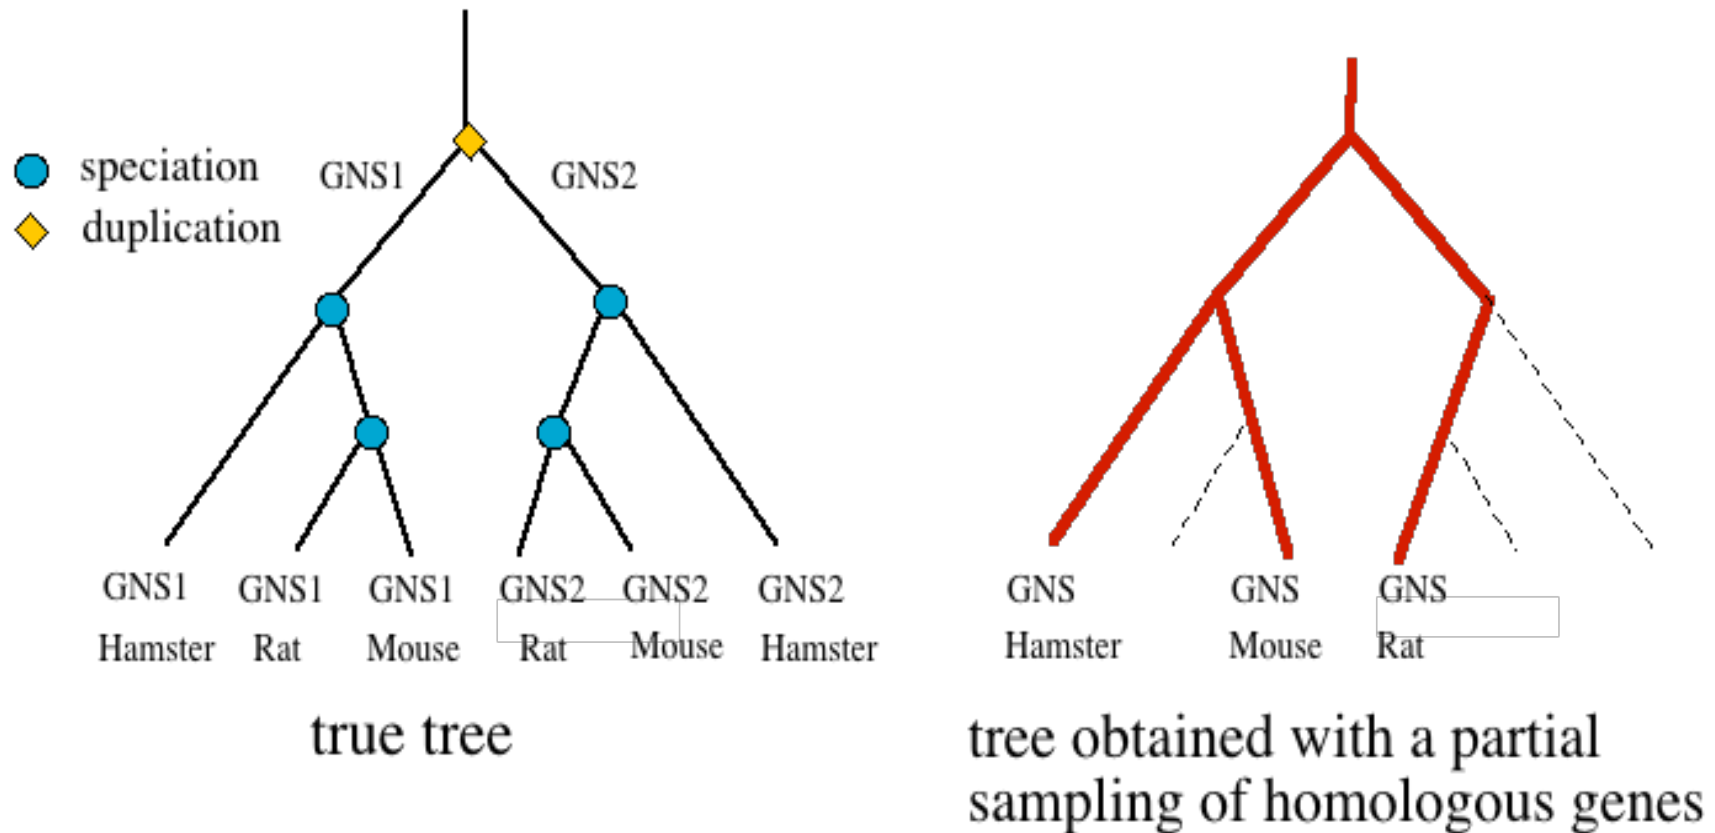 speciation
duplication
GNS1
GNS2
GNS1 GNS1 GNS1 GNS2 GNS2 GNS2
Hamster Rat Mouse Rat Mouse Hamster
true tree
GNS GNS GNS
Hamster Mouse Rat
tree obtained with a partial
sampling of homologous genes